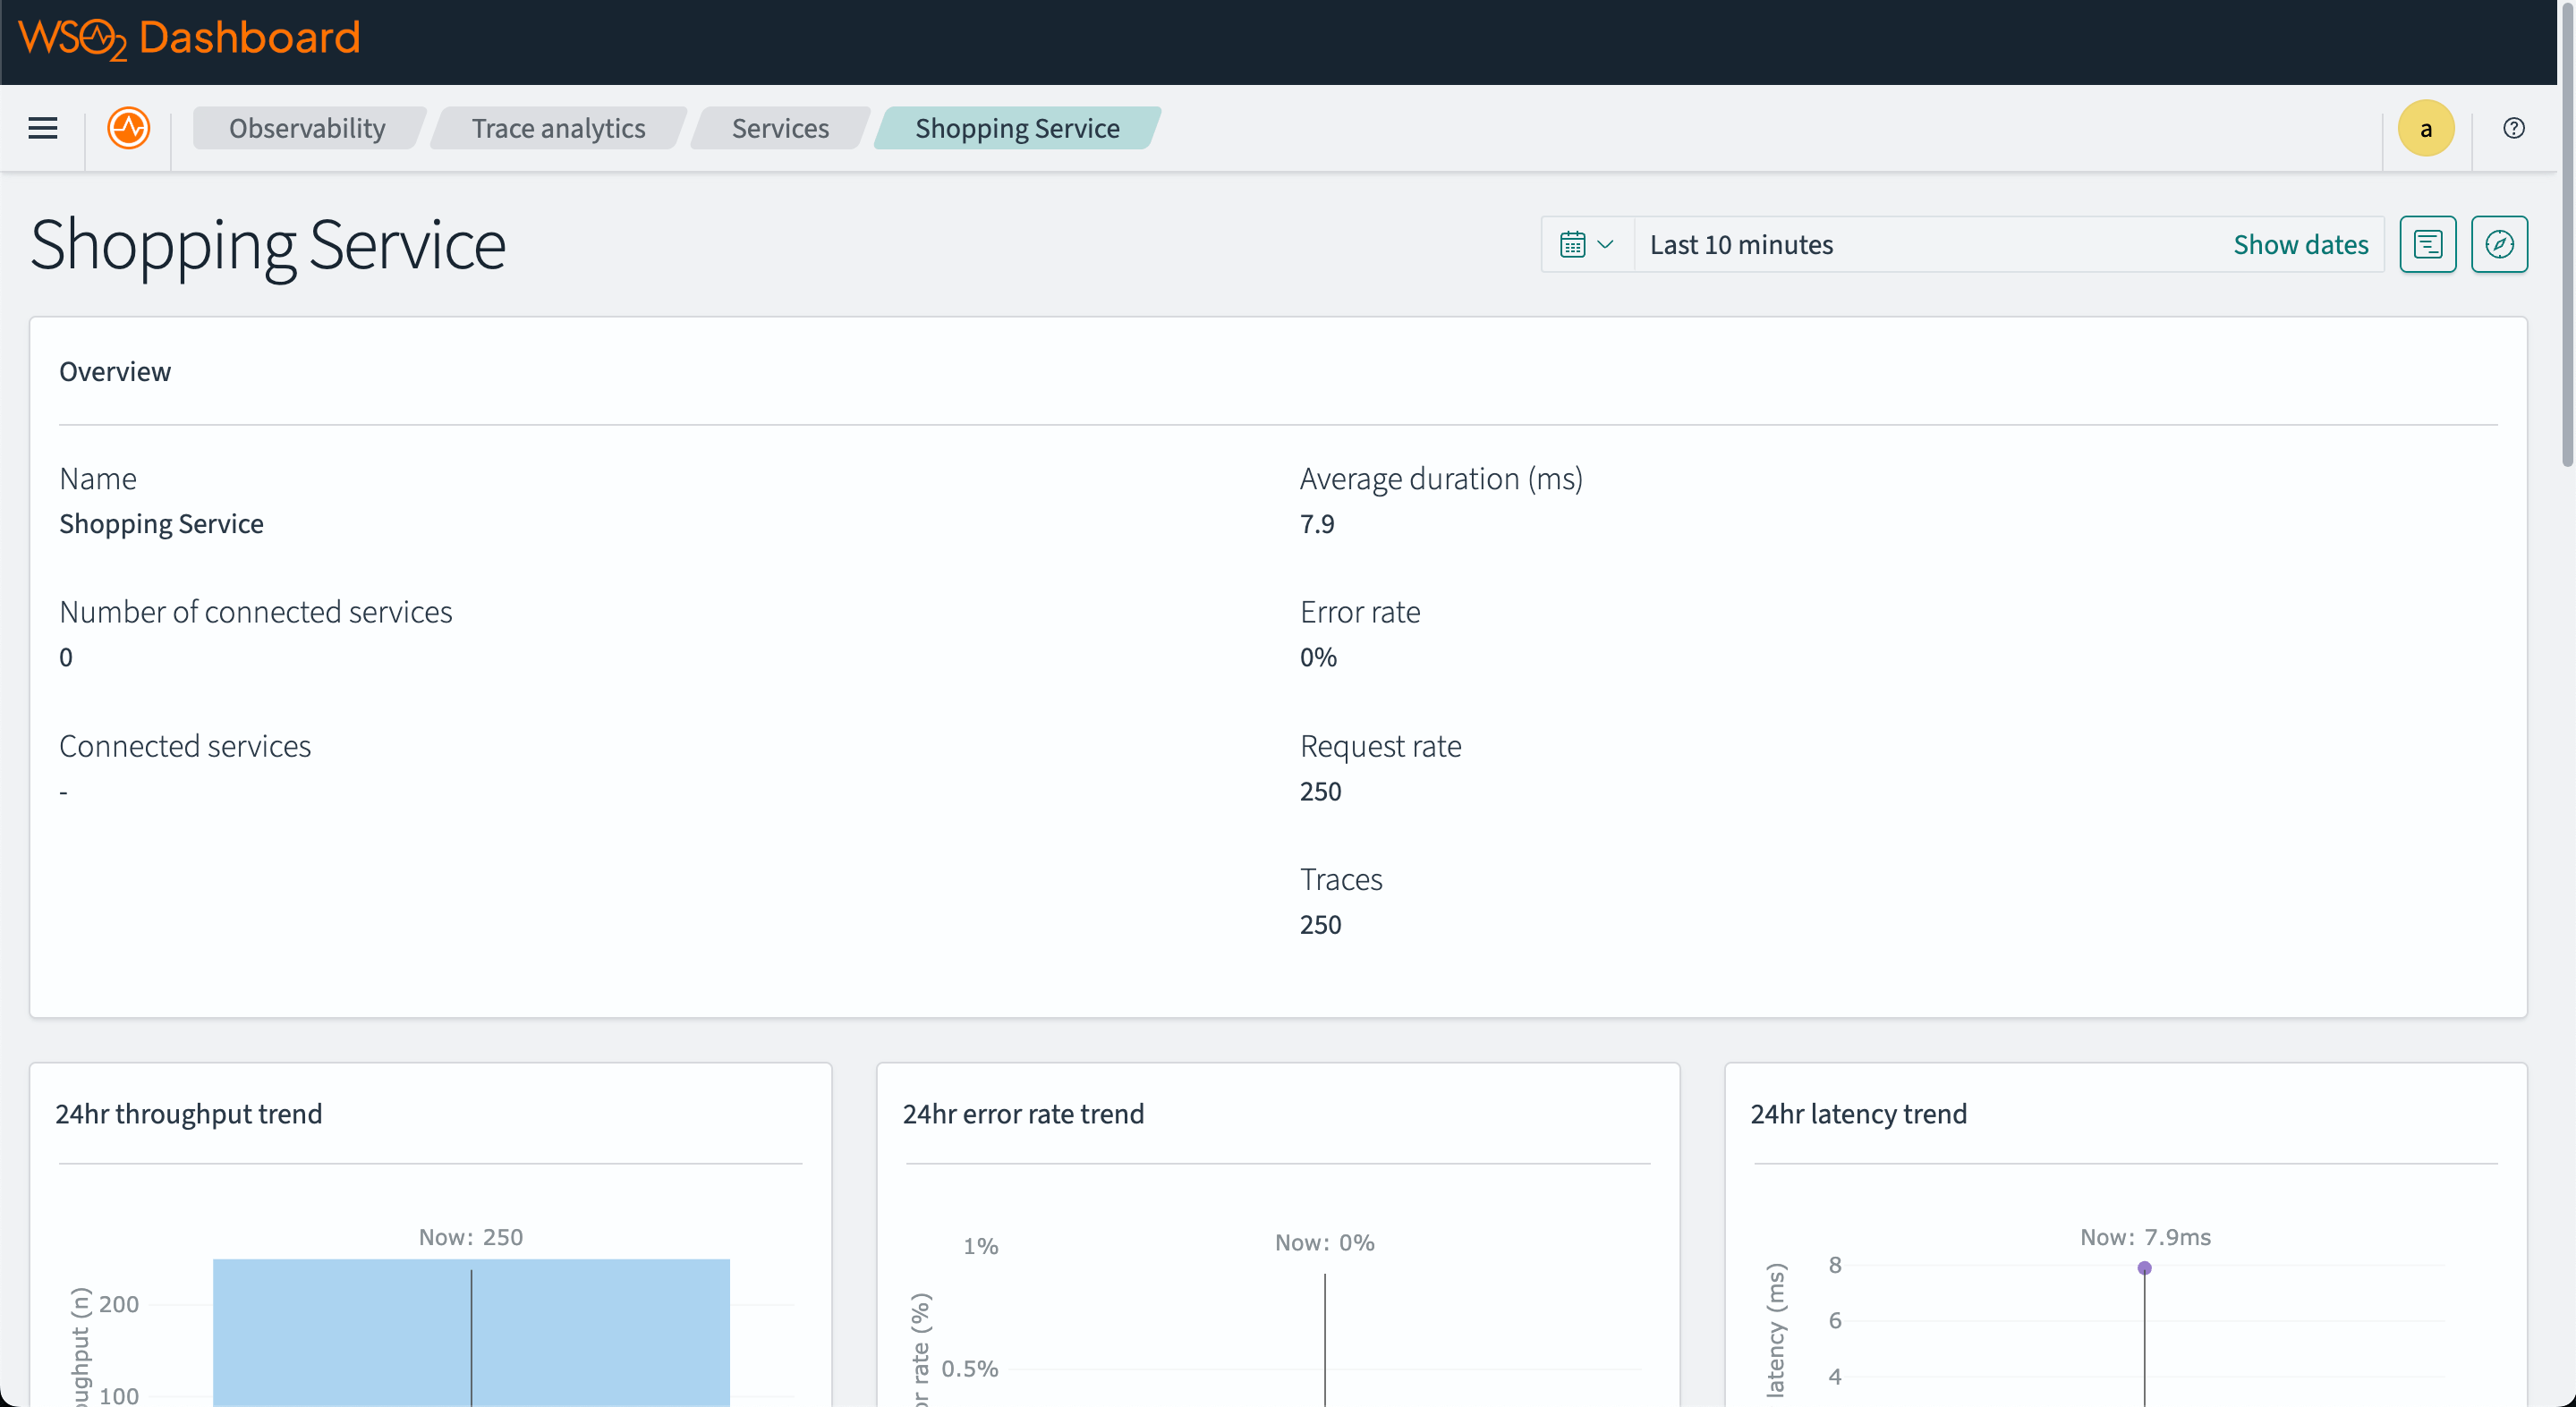 WSO2 Dashboard
Observability
Trace analytics
Services
Shopping Service
a
Shopping Service
Last 10 minutes
Show dates
Overview
Name
Shopping Service
Average duration (ms)
7.9
Number of connected services
0
Error rate
0%
Connected services
-
Request rate
250
Traces
250
24hr throughput trend
Now: 250
200
100
oughput (n)
24hr error rate trend
Now: 0%
1%
0.5%
or rate (%)
24hr latency trend
Now: 7.9ms
8
6
4
latency (ms)